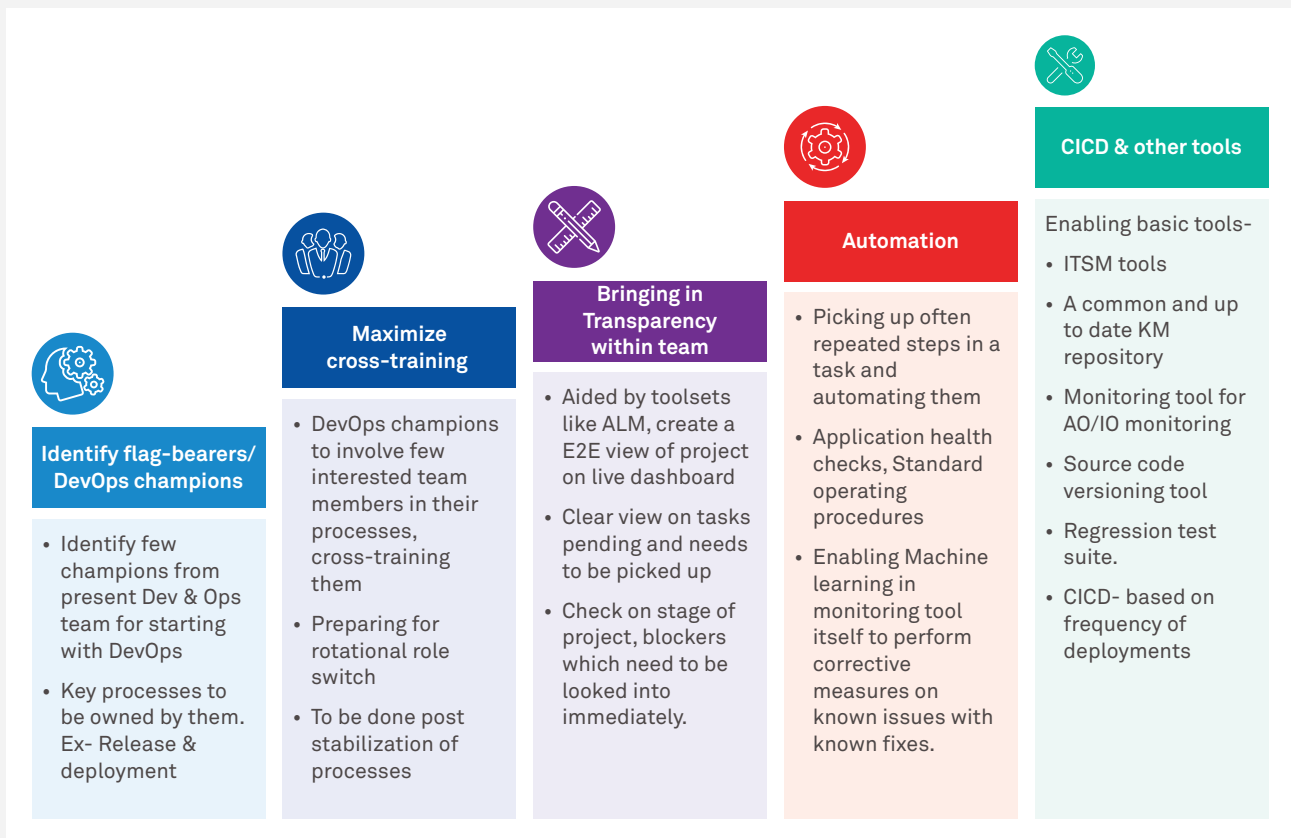 Identify flag-bearers/
DevOps champions
• Identify few
champions from
present Dev & Ops
team for starting
with DevOps
• Key processes to
be owned by them.
Ex- Release &
deployment
Maximize
cross-training
• DevOps champions
to involve few
interested team
members in their
processes,
cross-training
them
• Preparing for
rotational role
switch
• To be done post
stabilization of
processes
Bringing in
Transparency
within team
• Aided by toolsets
like ALM, create a
E2E view of project
on live dashboard
• Clear view on tasks
pending and needs
to be picked up
• Check on stage of
project, blockers
which need to be
looked into
immediately.
Automation
• Picking up often
repeated steps in a
task and
automating them
• Application health
checks, Standard
operating
procedures
• Enabling Machine
learning in
monitoring tool
itself to perform
corrective
measures on
known issues with
known fixes.
CICD & other tools
Enabling basic tools-
• ITSM tools
• A common and up
to date KM
repository
• Monitoring tool for
AO/IO monitoring
• Source code
versioning tool
• Regression test
suite.
• CICD- based on
frequency of
deployments